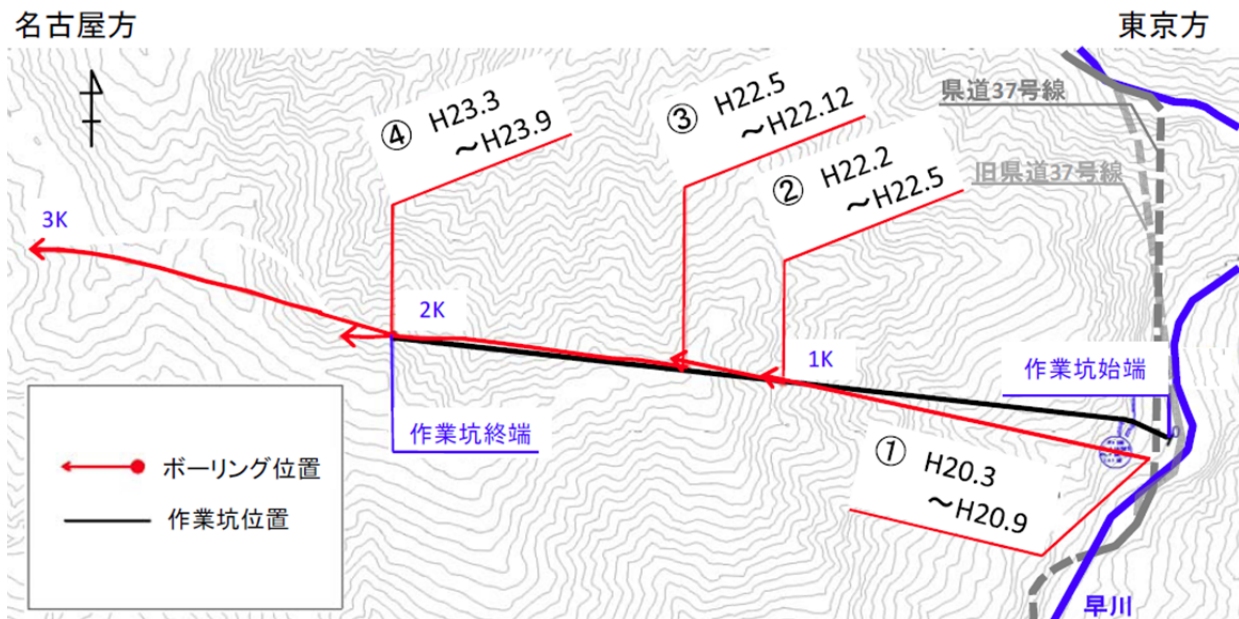 名古屋方
東京方
県道37号線
旧県道37号線
④ H23.3
～H23.9
③ H22.5
～H22.12
② H22.2
～H22.5
3K
2K
1K
作業坑始端
作業坑終端
① H20.3
～H20.9
ボーリング位置
作業坑位置
早川